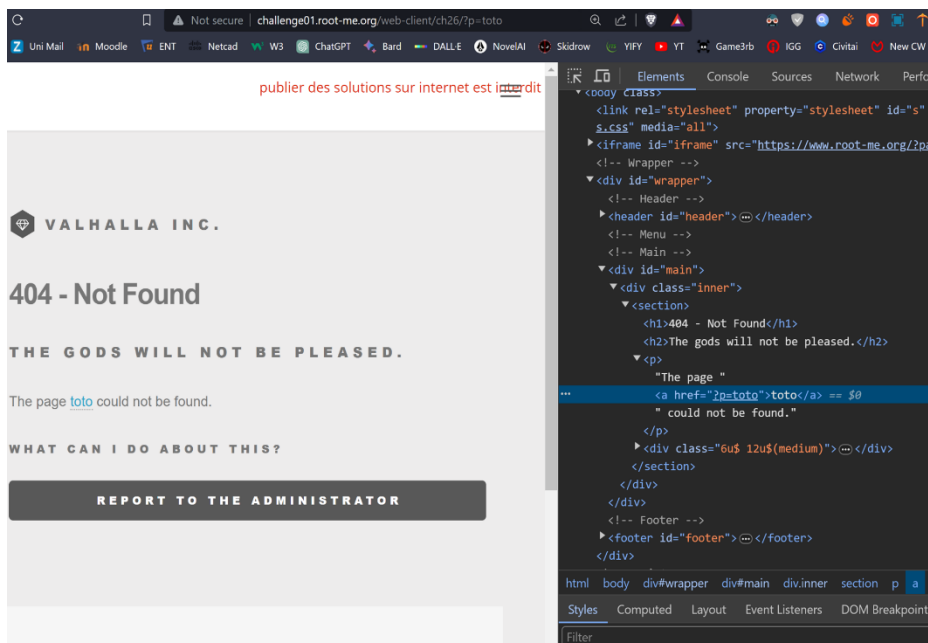 Not secure challenge01.root-me.org/web-client/ch26/?p=toto
Uni Mail Moodle ENT Netcad W3 ChatGPT Bard DALL·E NovelAI Skidrow YIFY YT Game3rb IGG Civitai New CW
publier des solutions sur internet est interdit
VALHALLA INC.
404 - Not Found
THE GODS WILL NOT BE PLEASED.
The page toto could not be found.
WHAT CAN I DO ABOUT THIS?
REPORT TO THE ADMINISTRATOR
Elements Console Sources Network Perfo
<body class>
<link rel="stylesheet" property="stylesheet" id="s"
s.css" media="all">
<iframe id="iframe" src="https://www.root-me.org/?pa
<!-- Wrapper -->
<div id="wrapper">
<!-- Header -->
<header id="header"></header>
<!-- Menu -->
<!-- Main -->
<div id="main">
<div class="inner">
<section>
<h1>404 - Not Found</h1>
<h2>The gods will not be pleased.</h2>
<p>
"The page "
<a href="?p=toto">toto</a> == $0
" could not be found."
</p>
<div class="6u$ 12u$(medium)"></div>
</section>
</div>
</div>
<!-- Footer -->
<footer id="footer"></footer>
</div>
html body div#wrapper div#main div.inner section p a
Styles Computed Layout Event Listeners DOM Breakpoint
Filter